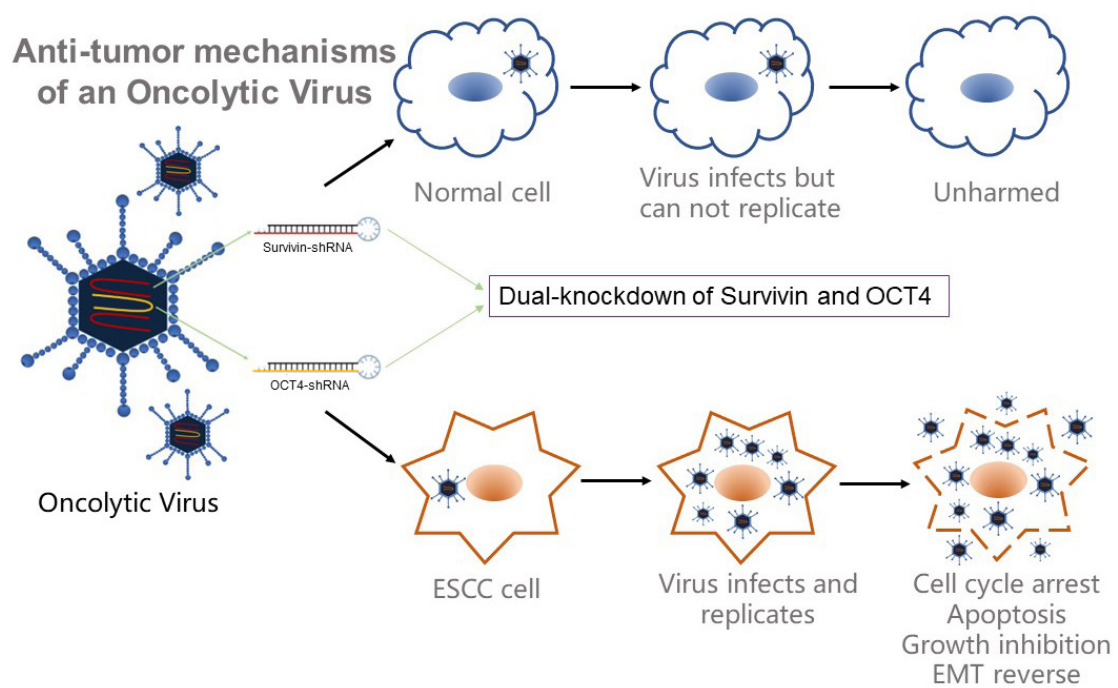 Anti-tumor mechanisms
of an Oncolytic Virus
Normal cell
Virus infects but
can not replicate
Unharmed
Survivin-shRNA
Dual-knockdown of Survivin and OCT4
OCT4-shRNA
Oncolytic Virus
ESCC cell
Virus infects and
replicates
Cell cycle arrest
Apoptosis
Growth inhibition
EMT reverse